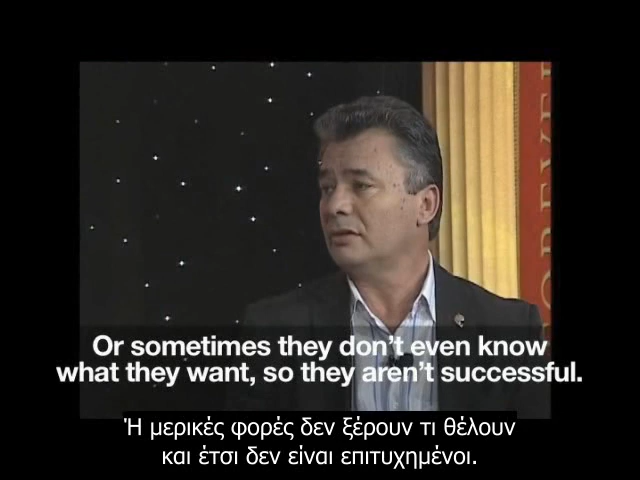 FOREVER
Or sometimes they don't even know
what they want, so they aren't successful.
Ή μερικές φορές δεν ξέρουν τι θέλουν
και έτσι δεν είναι επιτυχημένοι.